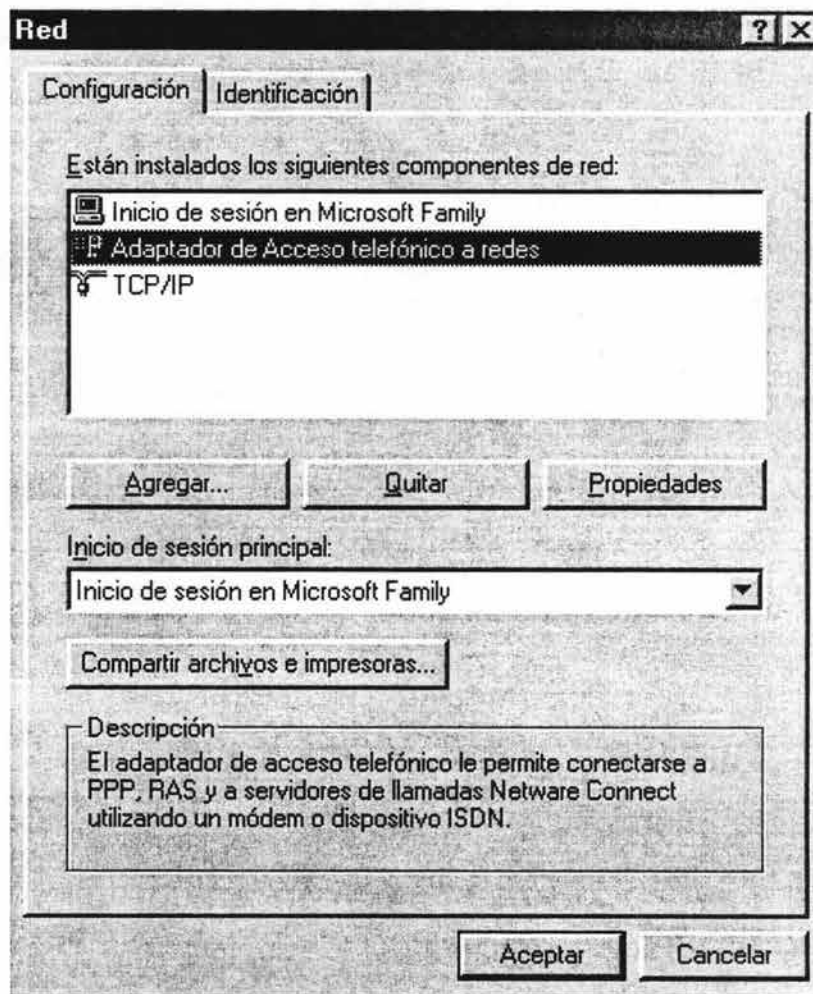 Red
Configuración Identificación
Están instalados los siguientes componentes de red:
Inicio de sesión en Microsoft Family
Adaptador de Acceso telefónico a redes
TCP/IP
Agregar... Quitar Propiedades
Inicio de sesión principal:
Inicio de sesión en Microsoft Family
Compartir archivos e impresoras...
Descripción
El adaptador de acceso telefónico le permite conectarse a
PPP, RAS y a servidores de llamadas Netware Connect
utilizando un módem o dispositivo ISDN.
Aceptar Cancelar